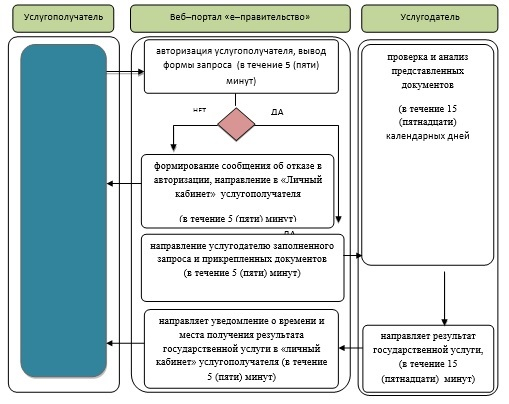 Услугополучатель
Веб–портал «е–правительство»
Услугодатель
авторизация услугополучателя, вывод
формы запроса (в течение 5 (пяти)
минут)
НЕТ
ДА
формирование сообщения об отказе в
авторизации, направление в «Личный
кабинет» услугополучателя
(в течение 5 (пяти) минут)
ДА
направление услугодателю заполненного
запроса и прикрепленных документов
(в течение 5 (пяти) минут)
направляет уведомление о времени и
места получения результата
государственной услуги в «личный
кабинет» услугополучателя (в течение
5 (пяти) минут)
проверка и анализ
представленных
документов
(в течение 15
(пятнадцати)
календарных дней
направляет результат
государственной услуги,
(в течение 15
(пятнадцати) минут)